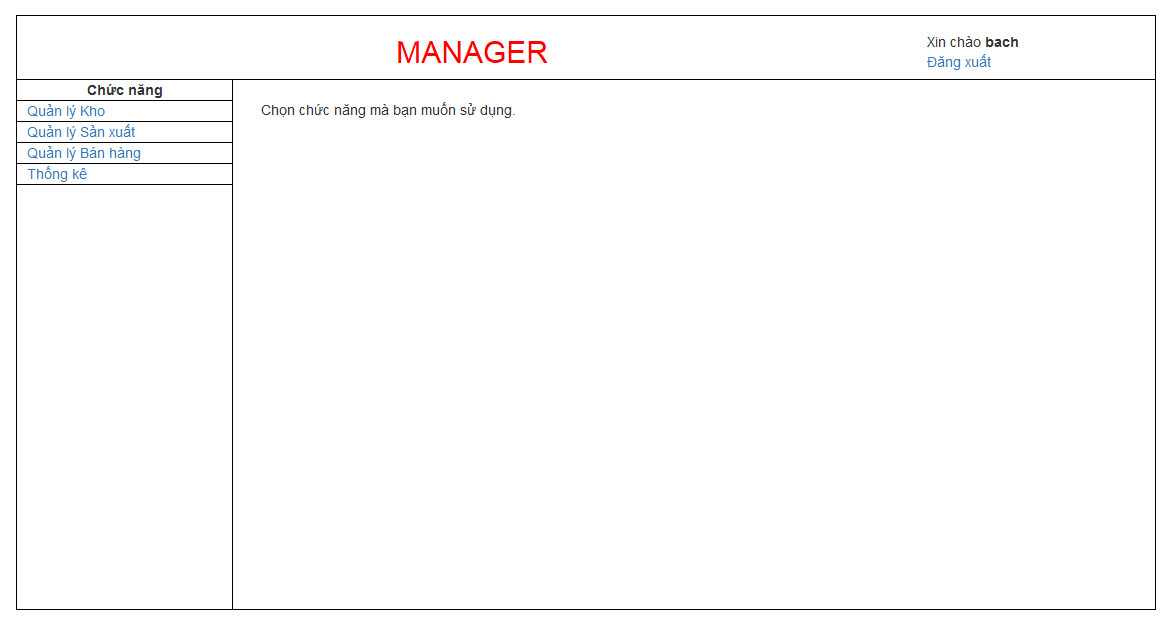 MANAGER
Xin chào bach
Đăng xuất
Chức năng
Quản lý Kho
Quản lý Sản xuất
Quản lý Bán hàng
Thống kê
Chọn chức năng mà bạn muốn sử dụng.